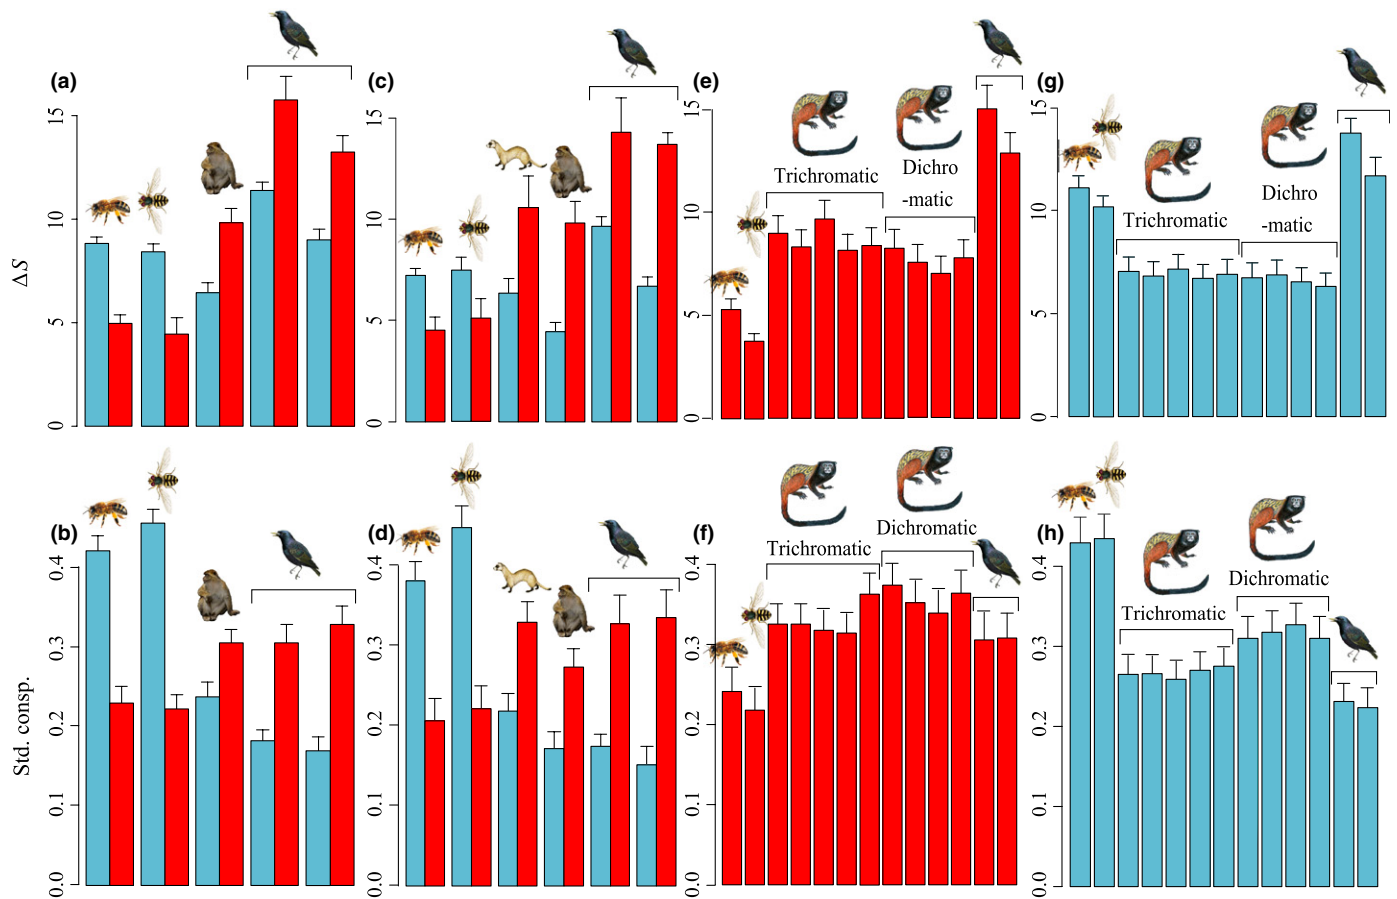 (a)
(c)
(e)
(g)
15
10
5
0
ΔS
15
10
5
0
Trichromatic
Dichro
-matic
15
10
5
0
Trichromatic
Dichro
-matic
15
10
5
0
(b)
(d)
(f)
(h)
0.4
0.3
0.2
0.1
0.0
Std. consp.
0.4
0.3
0.2
0.1
0.0
Trichromatic
Dichromatic
0.4
0.3
0.2
0.1
0.0
Trichromatic
Dichromatic
0.4
0.3
0.2
0.1
0.0